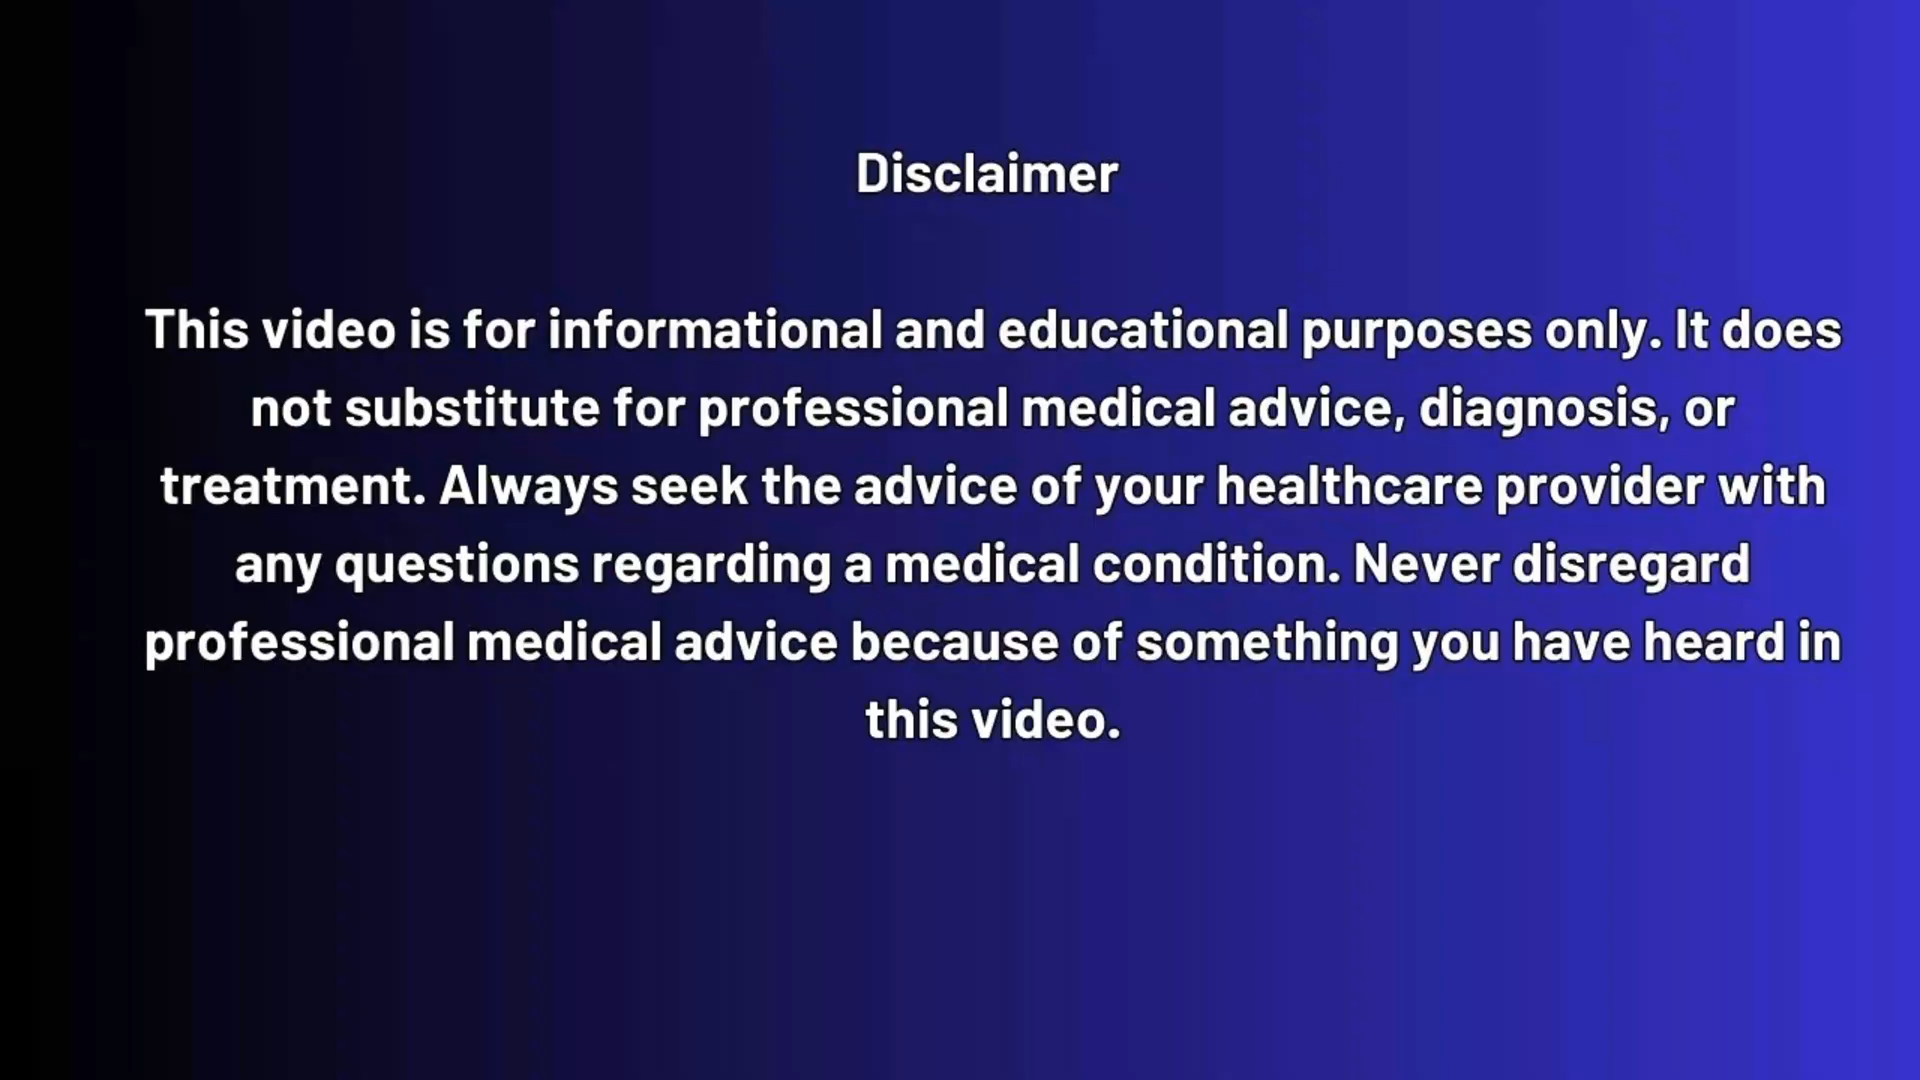 Disclaimer
This video is for informational and educational purposes only. It does
not substitute for professional medical advice, diagnosis, or
treatment. Always seek the advice of your healthcare provider with
any questions regarding a medical condition. Never disregard
professional medical advice because of something you have heard in
this video.